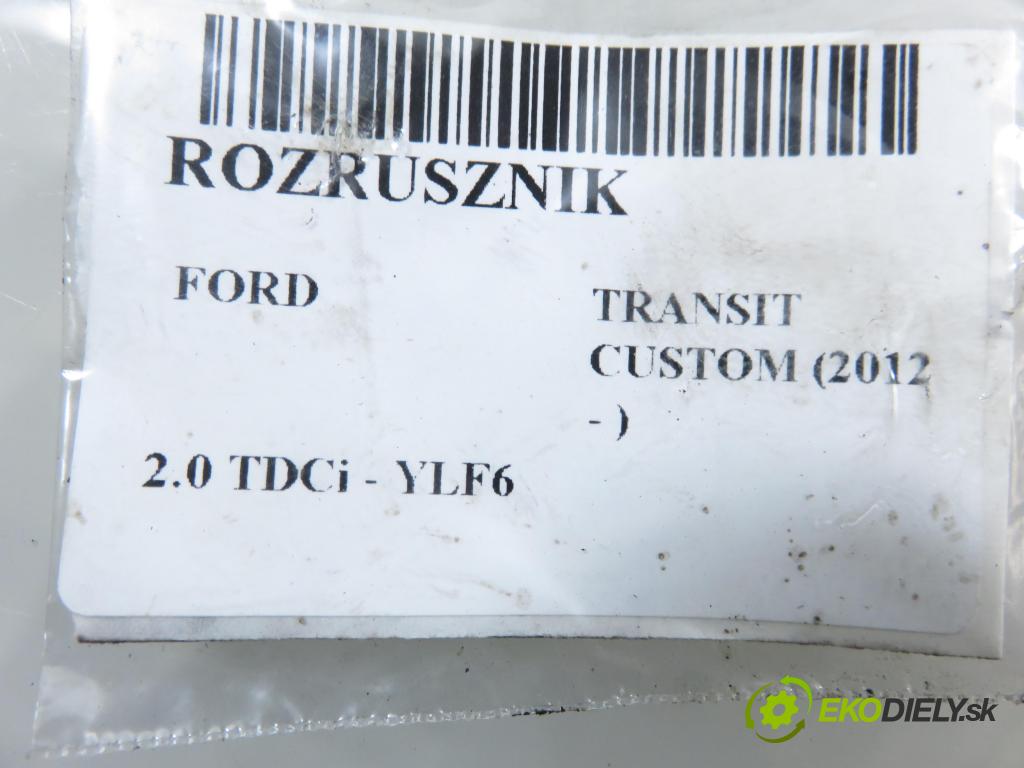 ROZRUSZNIK
FORD
TRANSIT
CUSTOM (2012
- )
2.0 TDCi - YLF6
EKODIELY.sk